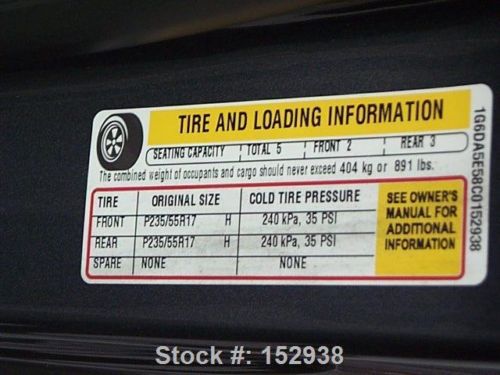 TIRE AND LOADING INFORMATION
SEATING CAPACITY TOTAL 5 FRONT 2 REAR 3
The combined weight of occupants and cargo should never exceed 404 kg or 891 lbs.
TIRE ORIGINAL SIZE COLD TIRE PRESSURE
FRONT P235/55R17 H 240 kPa, 35 PSI
REAR P235/55R17 H 240 kPa, 35 PSI
SPARE NONE NONE
SEE OWNER'S
MANUAL FOR
ADDITIONAL
INFORMATION
1G6DA5E58C0152938
Stock #: 152938